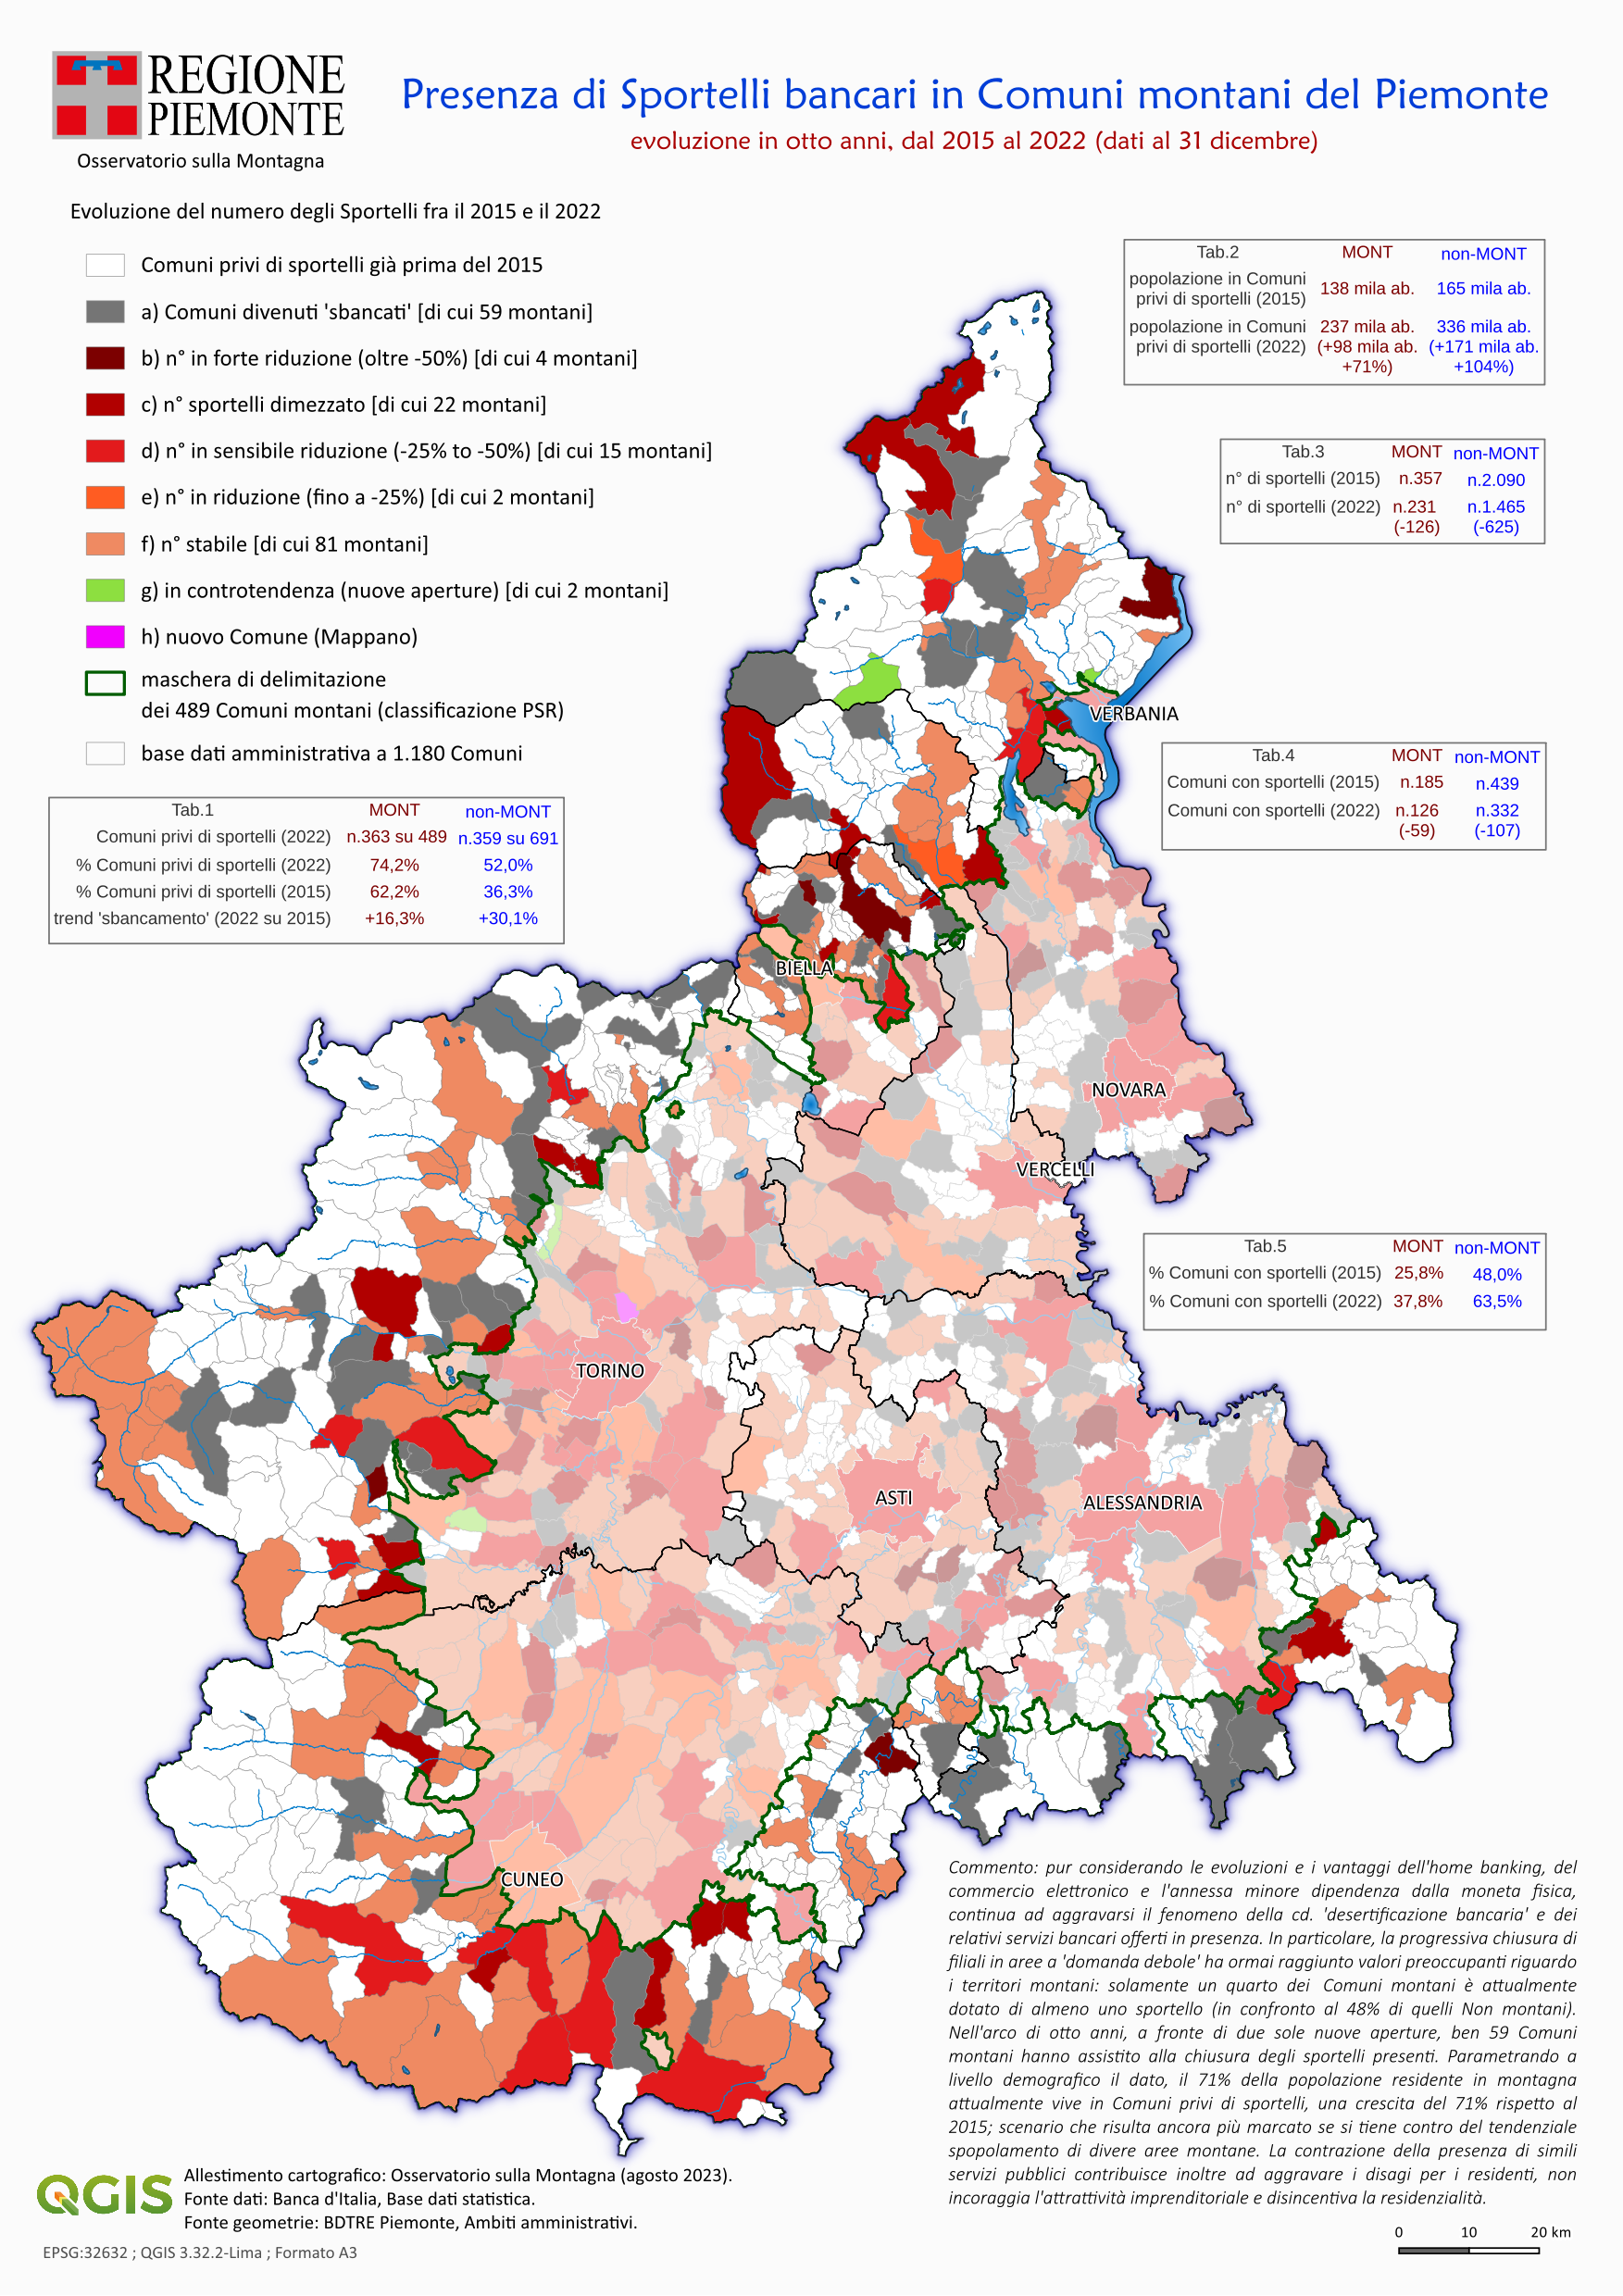 REGIONE
PIEMONTE
Osservatorio sulla Montagna
Presenza di Sportelli bancari in Comuni montani del Piemonte
evoluzione in otto anni, dal 2015 al 2022 (dati al 31 dicembre)
Evoluzione del numero degli Sportelli fra il 2015 e il 2022
Comuni privi di sportelli già prima del 2015
a) Comuni divenuti 'sbancati' [di cui 59 montani]
b) n° in forte riduzione (oltre -50%) [di cui 4 montani]
c) n° sportelli dimezzato [di cui 22 montani]
d) n° in sensibile riduzione (-25% to -50%) [di cui 15 montani]
e) n° in riduzione (fino a -25%) [di cui 2 montani]
f) n° stabile [di cui 81 montani]
g) in controtendenza (nuove aperture) [di cui 2 montani]
h) nuovo Comune (Mappano)
maschera di delimitazione
dei 489 Comuni montani (classificazione PSR)
base dati amministrativa a 1.180 Comuni
Tab.1 MONT non-MONT
Comuni privi di sportelli (2022) n.363 su 489 n.359 su 691
% Comuni privi di sportelli (2022) 74,2% 52,0%
% Comuni privi di sportelli (2015) 62,2% 36,3%
trend 'sbancamento' (2022 su 2015) +16,3% +30,1%
Tab.2 MONT non-MONT
popolazione in Comuni
privi di sportelli (2015) 138 mila ab. 165 mila ab.
popolazione in Comuni 237 mila ab. 336 mila ab.
privi di sportelli (2022) (+98 mila ab. (+171 mila ab.
+71%) +104%)
Tab.3 MONT non-MONT
n° di sportelli (2015) n.357 n.2.090
n° di sportelli (2022) n.231 n.1.465
(-126) (-625)
Tab.4 MONT non-MONT
Comuni con sportelli (2015) n.185 n.439
Comuni con sportelli (2022) n.126 n.332
(-59) (-107)
Tab.5 MONT non-MONT
% Comuni con sportelli (2015) 25,8% 48,0%
% Comuni con sportelli (2022) 37,8% 63,5%
VERBANIA
BIELLA
NOVARA
VERCELLI
TORINO
ASTI
ALESSANDRIA
CUNEO
Commento: pur considerando le evoluzioni e i vantaggi dell'home banking, del
commercio elettronico e l'annessa minore dipendenza dalla moneta fisica,
continua ad aggravarsi il fenomeno della cd. 'desertificazione bancaria' e dei
relativi servizi bancari offerti in presenza. In particolare, la progressiva chiusura di
filiali in aree a 'domanda debole' ha ormai raggiunto valori preoccupanti riguardo
i territori montani: solamente un quarto dei Comuni montani è attualmente
dotato di almeno uno sportello (in confronto al 48% di quelli Non montani).
Nell'arco di otto anni, a fronte di due sole nuove aperture, ben 59 Comuni
montani hanno assistito alla chiusura degli sportelli presenti. Parametrando a
livello demografico il dato, il 71% della popolazione residente in montagna
attualmente vive in Comuni privi di sportelli, una crescita del 71% rispetto al
2015; scenario che risulta ancora più marcato se si tiene contro del tendenziale
spopolamento di divere aree montane. La contrazione della presenza di simili
servizi pubblici contribuisce inoltre ad aggravare i disagi per i residenti, non
incoraggia l'attrattività imprenditoriale e disincentiva la residenzialità.
QGIS
Allestimento cartografico: Osservatorio sulla Montagna (agosto 2023).
Fonte dati: Banca d'Italia, Base dati statistica.
Fonte geometrie: BDTRE Piemonte, Ambiti amministrativi.
EPSG:32632 ; QGIS 3.32.2-Lima ; Formato A3
0 10 20 km